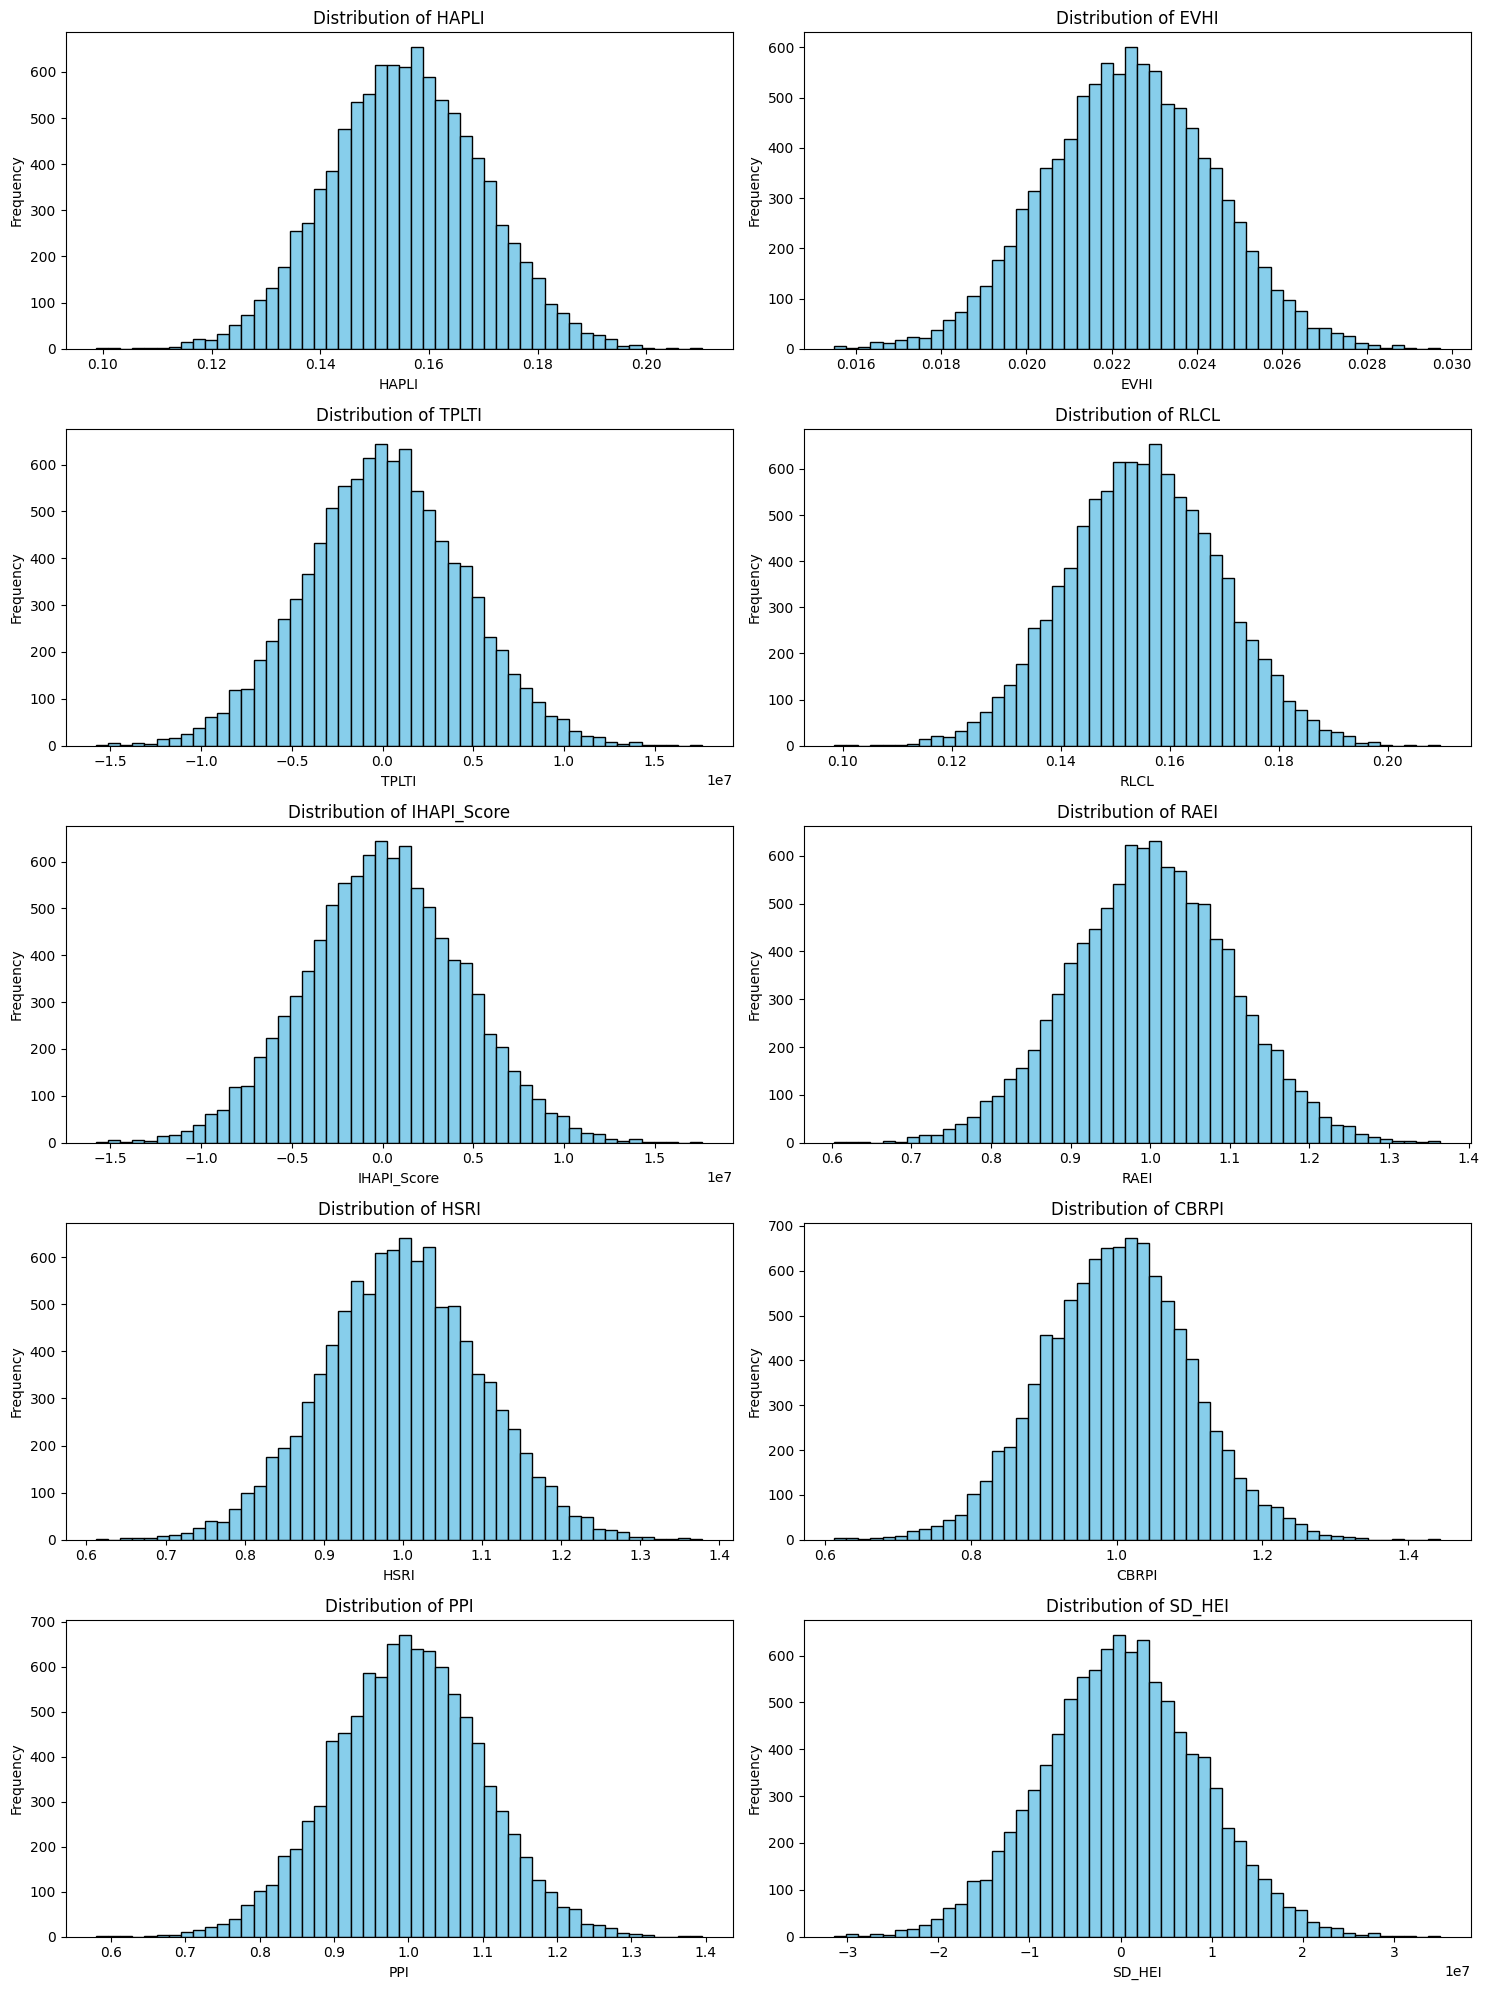 Distribution of HAPLI
Frequency
600
500
400
300
200
100
0
0.10 0.12 0.14 0.16 0.18 0.20
HAPLI
Distribution of EVHI
Frequency
600
500
400
300
200
100
0
0.016 0.018 0.020 0.022 0.024 0.026 0.028 0.030
EVHI
Distribution of TPLTI
Frequency
600
500
400
300
200
100
0
−1.5 −1.0 −0.5 0.0 0.5 1.0 1.5
1e7
TPLTI
Distribution of RLCL
Frequency
600
500
400
300
200
100
0
0.10 0.12 0.14 0.16 0.18 0.20
RLCL
Distribution of IHAPI_Score
Frequency
600
500
400
300
200
100
0
−1.5 −1.0 −0.5 0.0 0.5 1.0 1.5
1e7
IHAPI_Score
Distribution of RAEI
Frequency
600
500
400
300
200
100
0
0.6 0.7 0.8 0.9 1.0 1.1 1.2 1.3 1.4
RAEI
Distribution of HSRI
Frequency
600
500
400
300
200
100
0
0.6 0.7 0.8 0.9 1.0 1.1 1.2 1.3 1.4
HSRI
Distribution of CBRPI
Frequency
700
600
500
400
300
200
100
0
0.6 0.8 1.0 1.2 1.4
CBRPI
Distribution of PPI
Frequency
700
600
500
400
300
200
100
0
0.6 0.7 0.8 0.9 1.0 1.1 1.2 1.3 1.4
PPI
Distribution of SD_HEI
Frequency
600
500
400
300
200
100
0
−3 −2 −1 0 1 2 3
1e7
SD_HEI